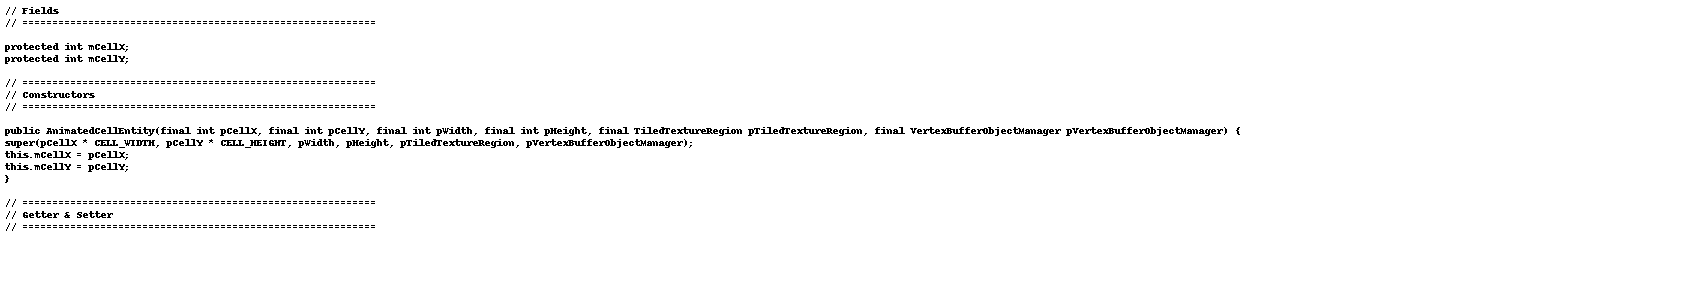 // Fields
// ===========================================================
protected int mCellX;
protected int mCellY;
// ===========================================================
// Constructors
// ===========================================================
public AnimatedCellEntity(final int pCellX, final int pCellY, final int pWidth, final int pHeight, final TiledTextureRegion pTiledTextureRegion, final VertexBufferObjectManager pVertexBufferObjectManager) {
super(pCellX * CELL_WIDTH, pCellY * CELL_HEIGHT, pWidth, pHeight, pTiledTextureRegion, pVertexBufferObjectManager);
this.mCellX = pCellX;
this.mCellY = pCellY;
}
// ===========================================================
// Getter & Setter
// ===========================================================